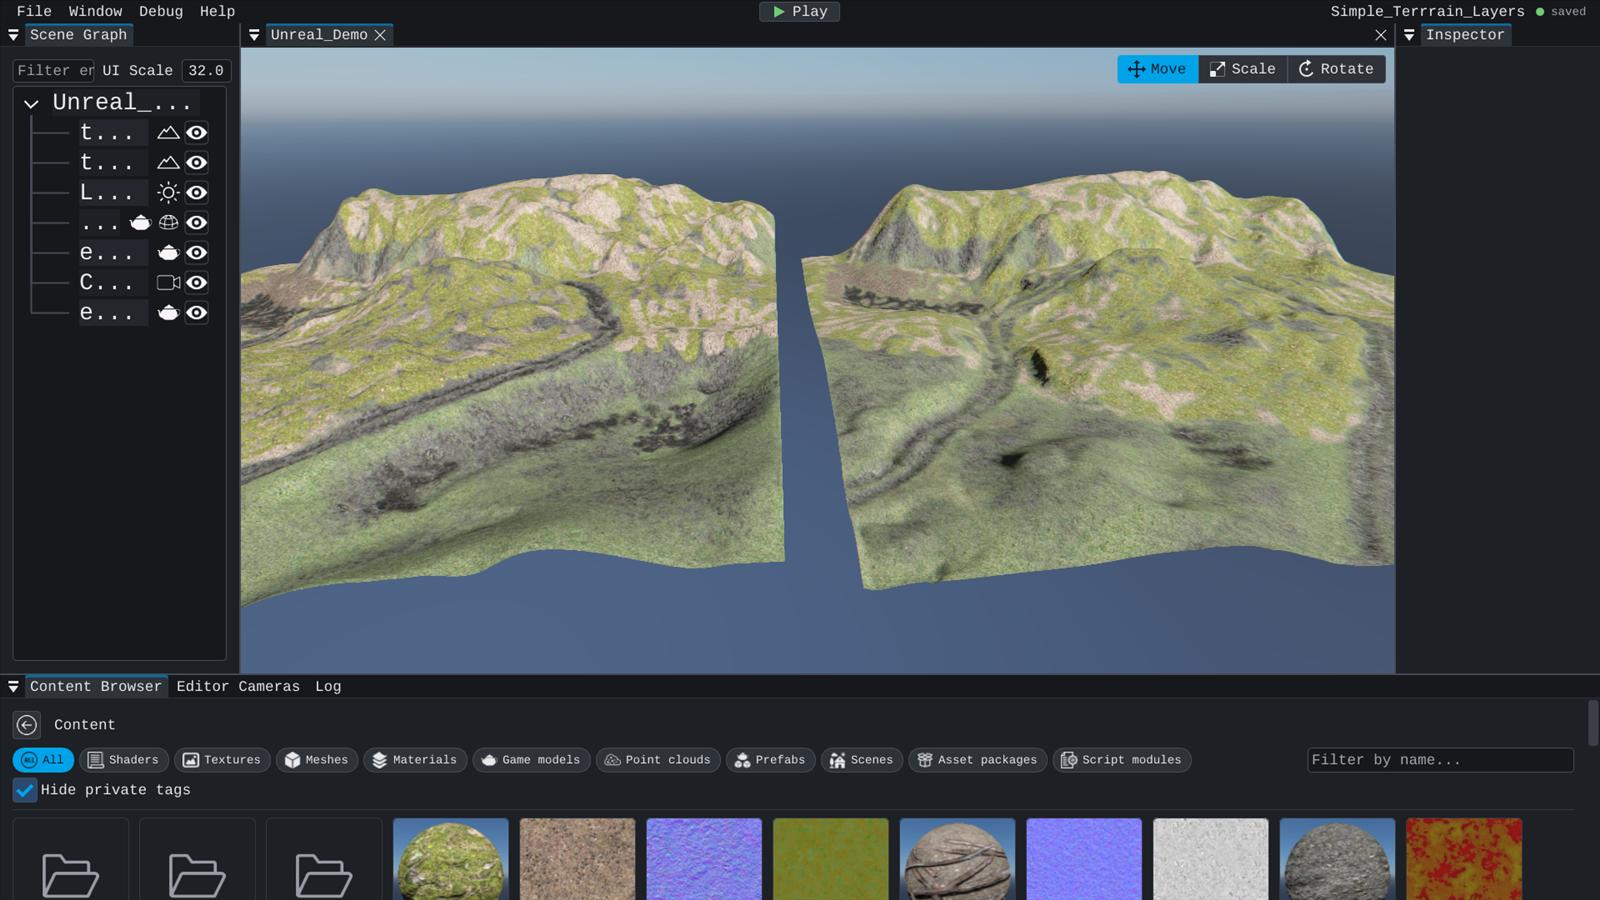 File Window Debug Help
Play
Simple_Terrrain_Layers saved
Scene Graph
Unreal_Demo
Inspector
Filter er UI Scale 32.0
Move Scale Rotate
Unreal_...
t...
t...
L...
...
e...
C...
e...
Content Browser Editor Cameras Log
Content
All Shaders Textures Meshes Materials Game models Point clouds Prefabs Scenes Asset packages Script modules
Filter by name...
Hide private tags